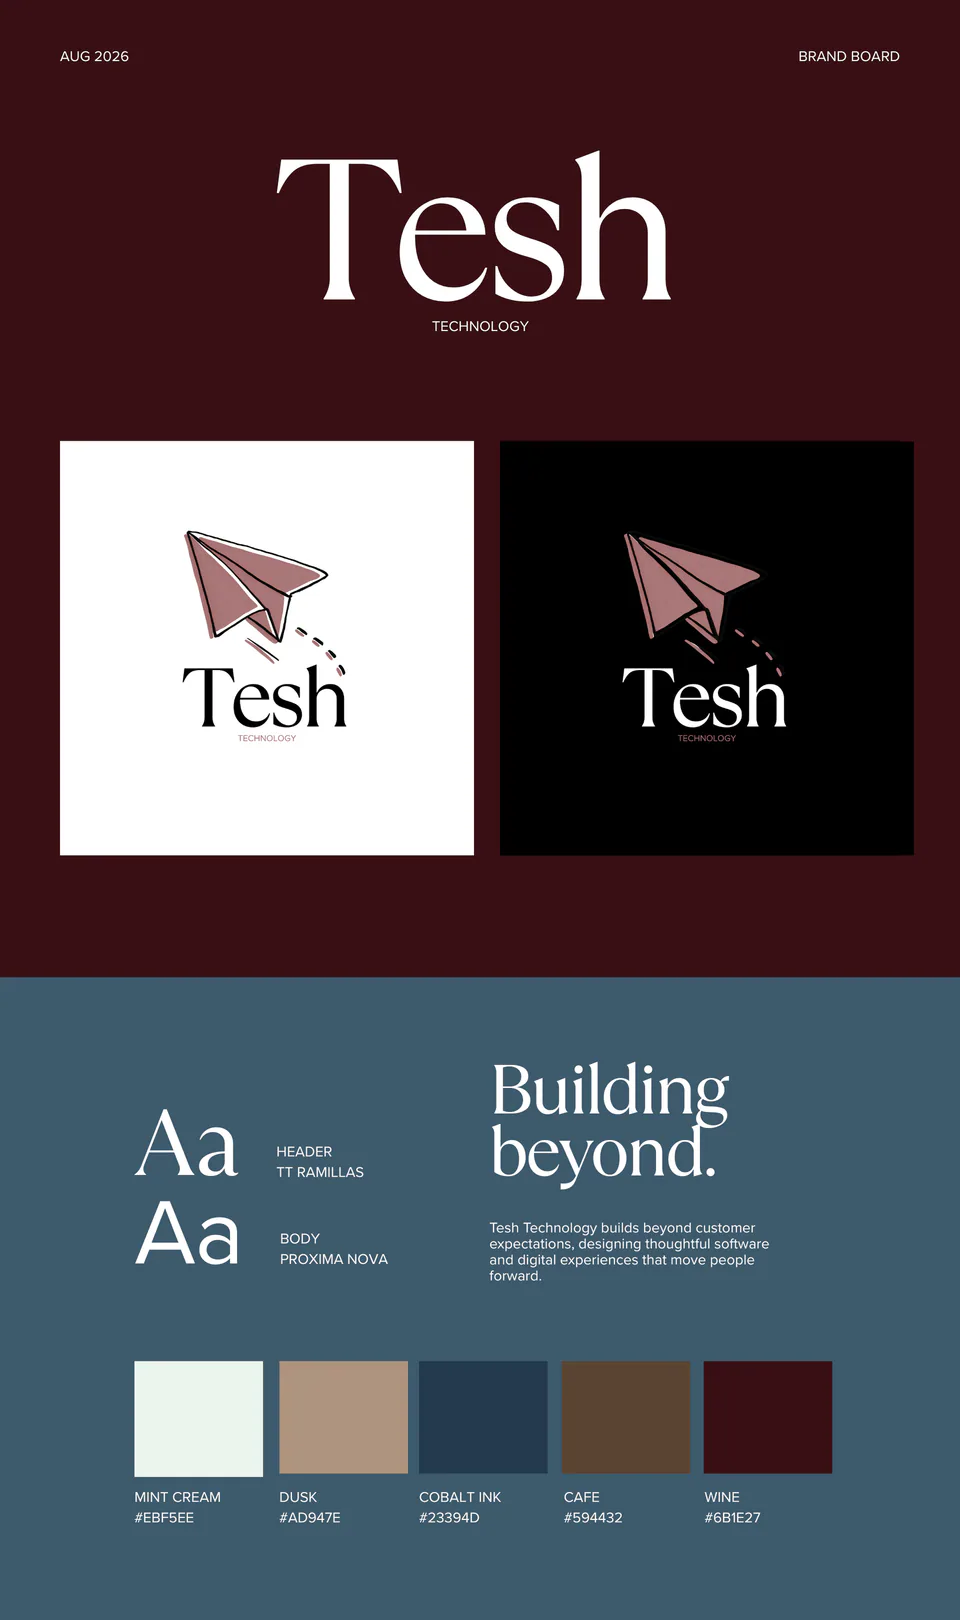 AUG 2026
BRAND BOARD
Tesh
TECHNOLOGY
Tesh
TECHNOLOGY
Tesh
TECHNOLOGY
Aa
HEADER
TT RAMILLAS
Aa
BODY
PROXIMA NOVA
Building
beyond.
Tesh Technology builds beyond customer
expectations, designing thoughtful software
and digital experiences that move people
forward.
MINT CREAM
#EBF5EE
DUSK
#AD947E
COBALT INK
#23394D
CAFE
#594432
WINE
#6B1E27